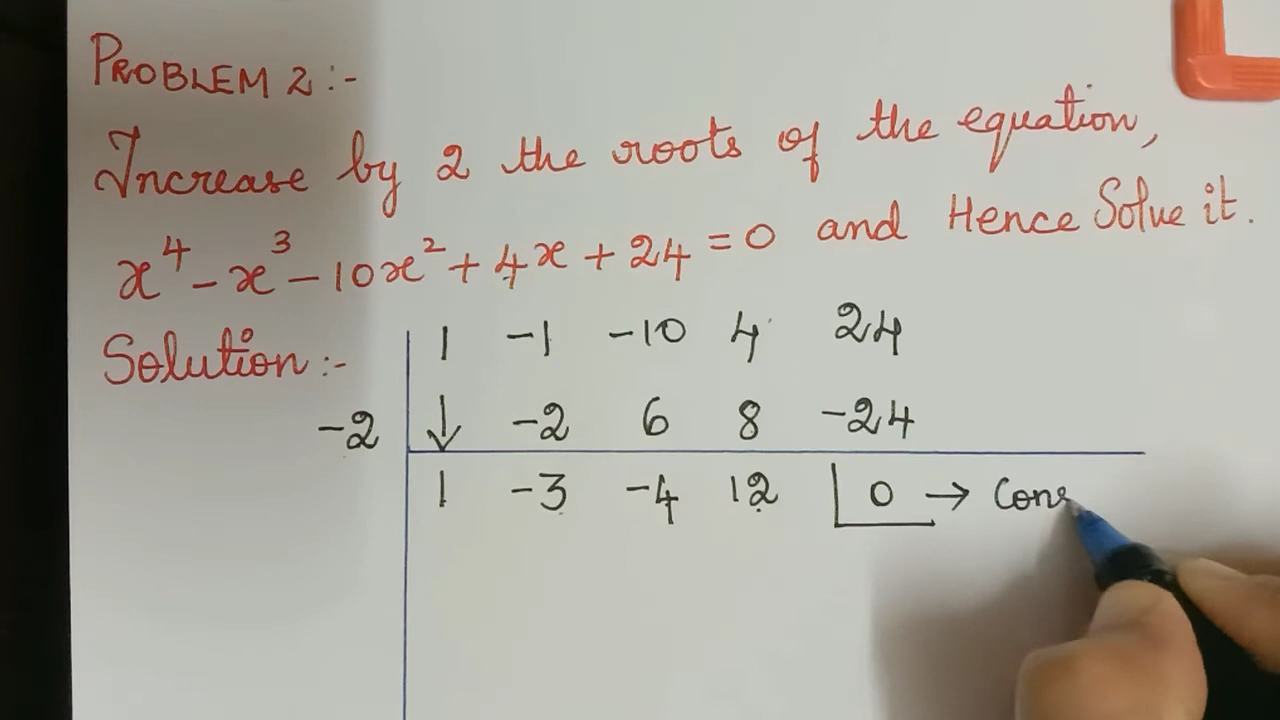 PROBLEM 2:-
Increase by 2 the roots of the equation,
x⁴ - x³ - 10x² + 4x + 24 = 0 and Hence Solve it.
Solution :-
1 -1 -10 4 24
-2 ↓ -2 6 8 -24
1 -3 -4 12 0 → Cons